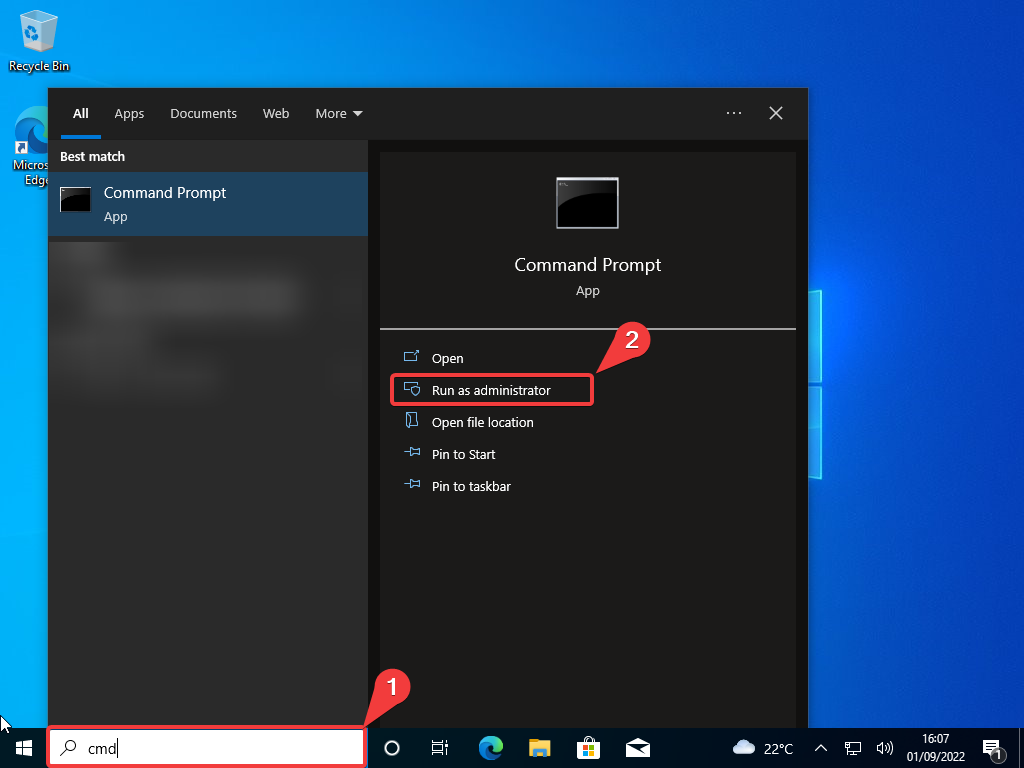 Recycle Bin
Micros
Edge
All Apps Documents Web More
Best match
Command Prompt
App
Command Prompt
App
2
Open
Run as administrator
Open file location
Pin to Start
Pin to taskbar
1
cmd
22°C
16:07
01/09/2022
1